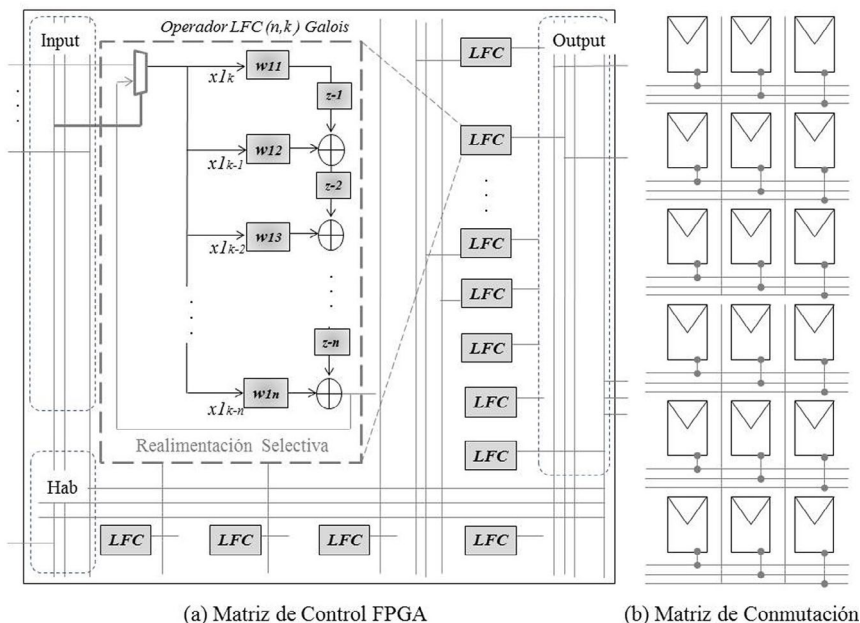 Operador LFC (n,k) Galois
Input
Output
w11
x1k
z-1
w12
x1k-1
z-2
w13
x1k-2
z-n
w1n
x1k-n
Realimentación Selectiva
LFC
LFC
LFC
LFC
LFC
LFC
LFC
Hab
LFC
LFC
LFC
LFC
(a) Matriz de Control FPGA
(b) Matriz de Conmutación